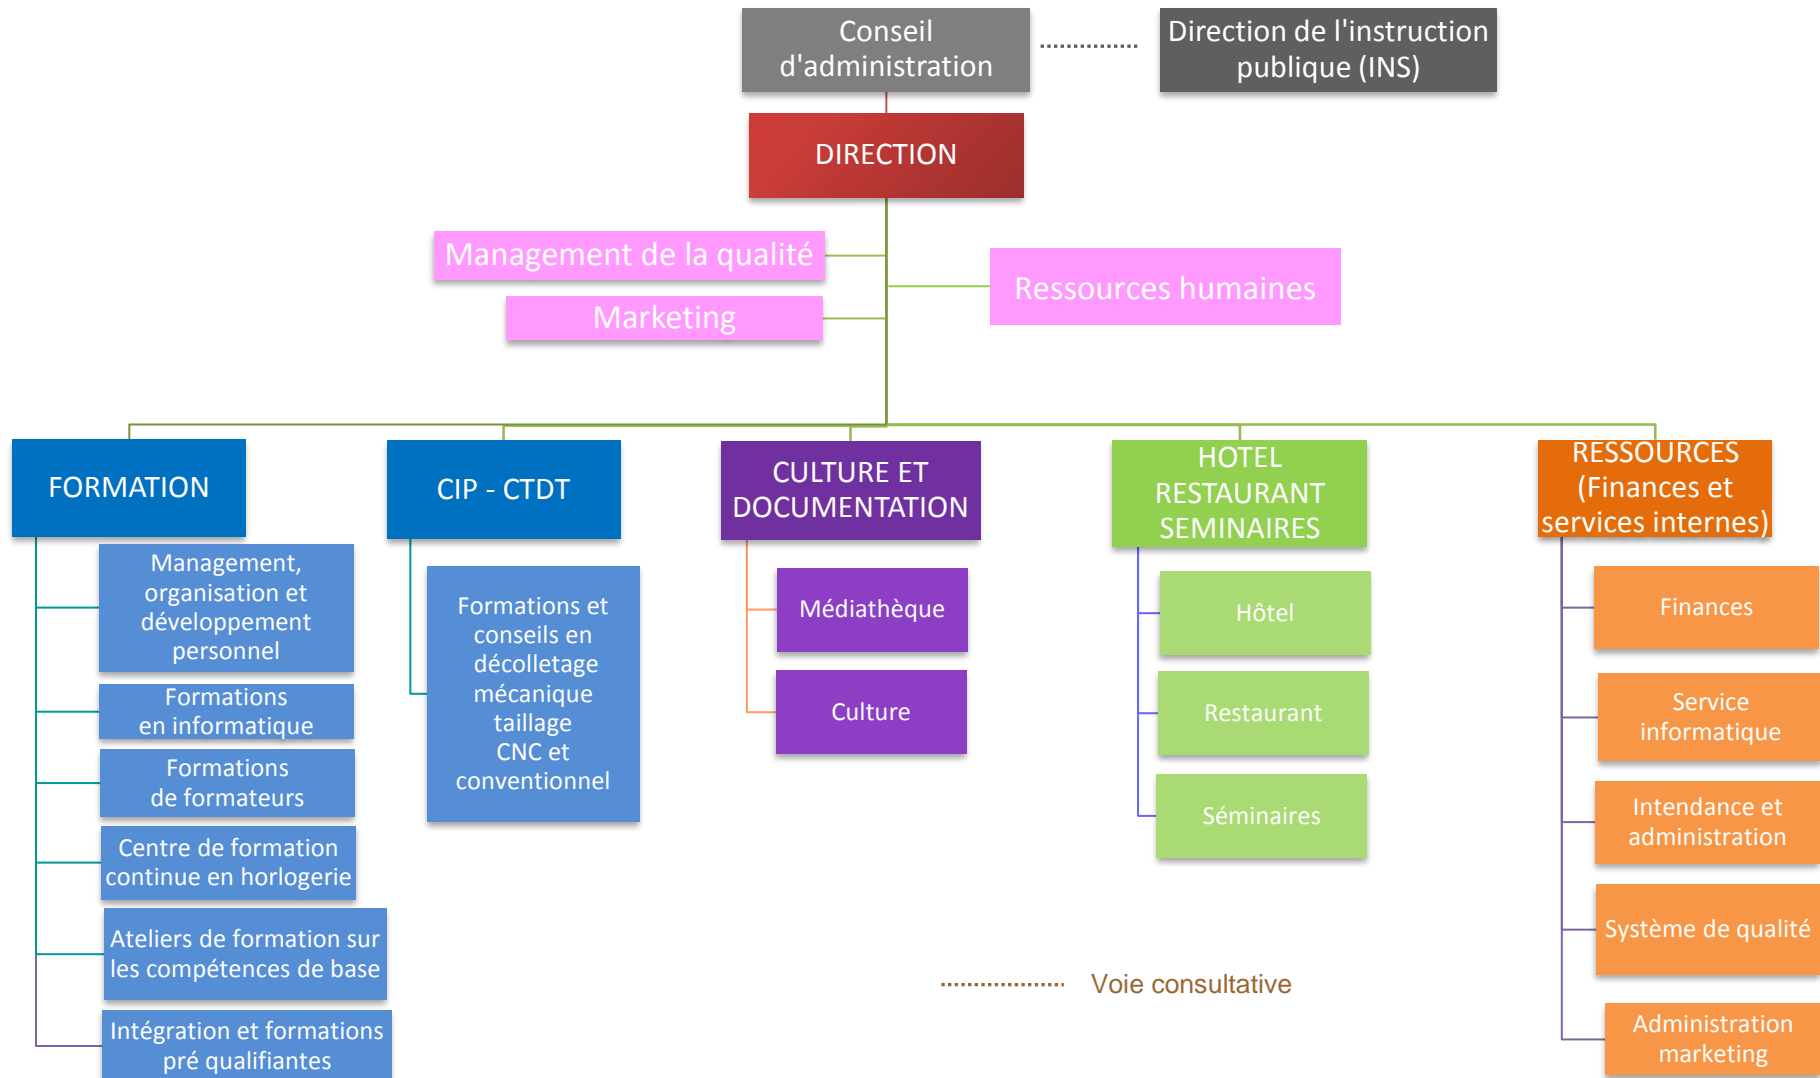 Conseil
d'administration
Direction de l'instruction
publique (INS)
DIRECTION
Management de la qualité
Ressources humaines
Marketing
FORMATION
Management,
organisation et
développement
personnel
Formations
en informatique
Formations
de formateurs
Centre de formation
continue en horlogerie
Ateliers de formation sur
les compétences de base
Intégration et formations
pré qualifiantes
CIP - CTDT
Formations et
conseils en
décolletage
mécanique
taillage
CNC et
conventionnel
CULTURE ET
DOCUMENTATION
Médiathèque
Culture
HOTEL
RESTAURANT
SEMINAIRES
Hôtel
Restaurant
Séminaires
RESSOURCES
(Finances et
services internes)
Finances
Service
informatique
Intendance et
administration
Système de qualité
Administration
marketing
Voie consultative